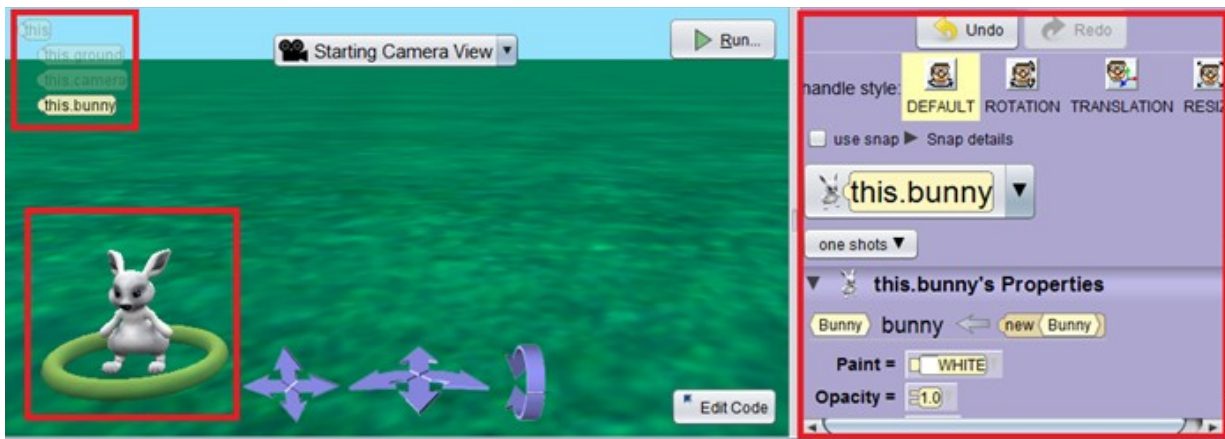 this
this.ground
this.camera
this.bunny
Starting Camera View
Run...
Edit Code
Undo
Redo
handle style:
DEFAULT ROTATION TRANSLATION
use snap Snap details
this.bunny
one shots
this.bunny's Properties
Bunny bunny new Bunny
Paint = WHITE
Opacity = 1.0